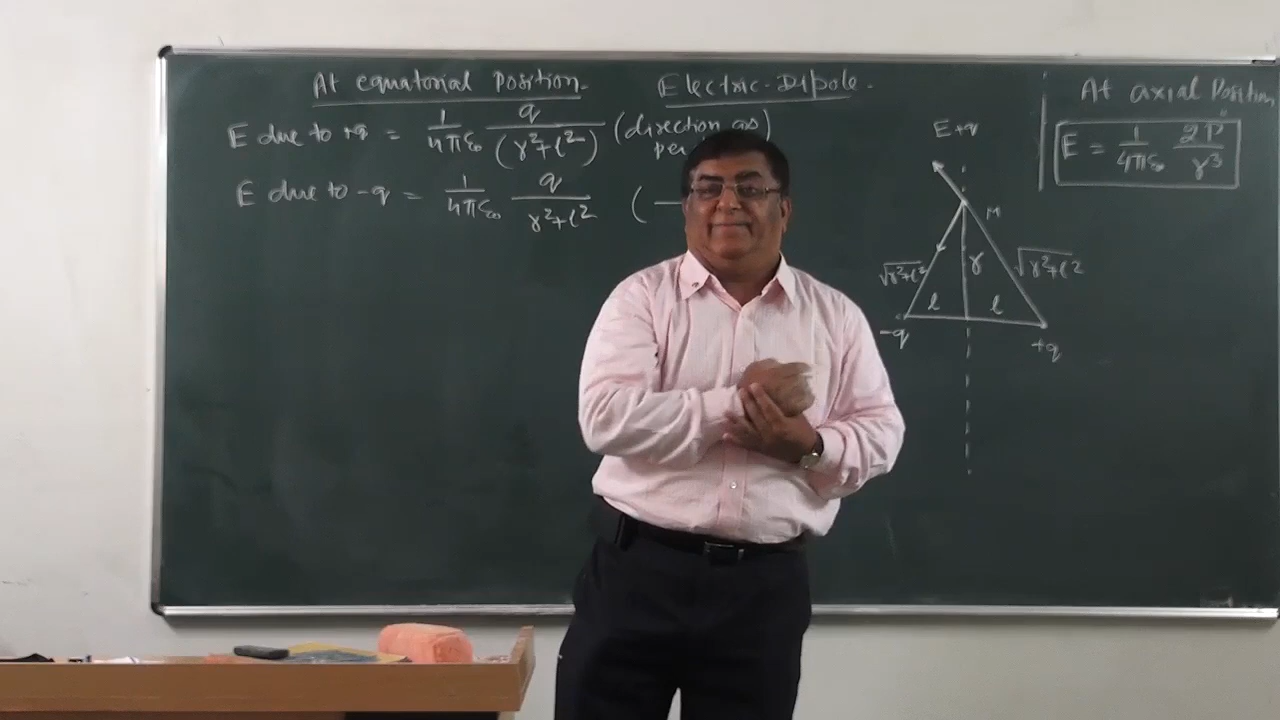 At equatorial Position.
Electric-Dipole.
E due to +q = 1/4πε₀ q/(r²+l²) (direction as per
E due to -q = 1/4πε₀ q/r²+l² (—
At axial Position
E = 1/4πε₀ 2P/r³
E+q
M
√r²+l²
r
√r²+l²
l
l
-q
+q